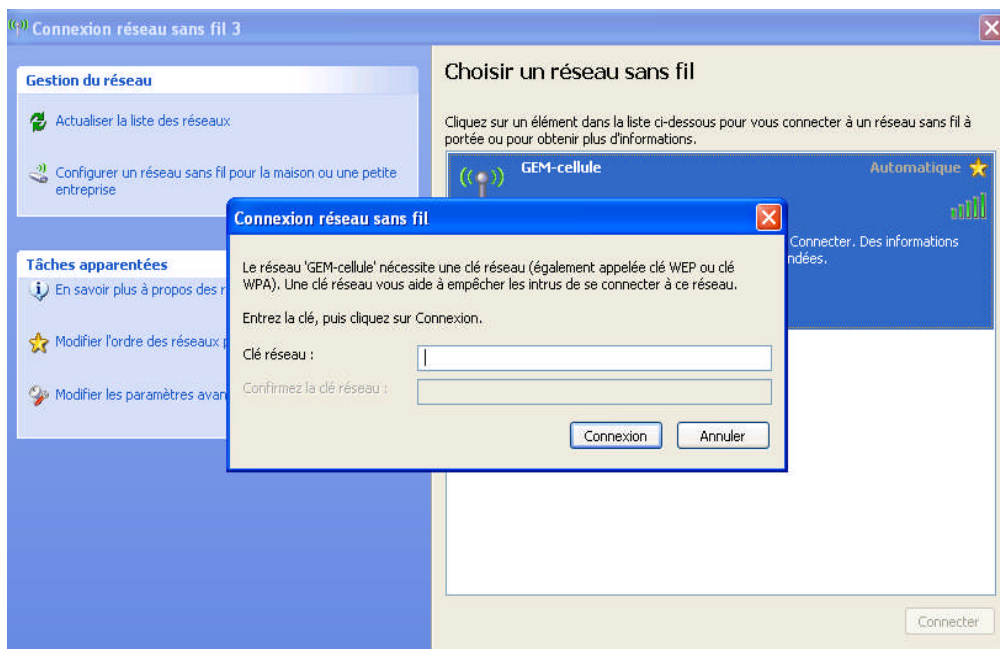 Connexion réseau sans fil 3
Gestion du réseau
Actualiser la liste des réseaux
Configurer un réseau sans fil pour la maison ou une petite
entreprise
Tâches apparentées
En savoir plus à propos des r
Modifier l'ordre des réseaux p
Modifier les paramètres avan
Choisir un réseau sans fil
Cliquez sur un élément dans la liste ci-dessous pour vous connecter à un réseau sans fil à
portée ou pour obtenir plus d'informations.
GEM-cellule
Automatique
Connecter. Des informations
ndées.
Connexion réseau sans fil
Le réseau 'GEM-cellule' nécessite une clé réseau (également appelée clé WEP ou clé
WPA). Une clé réseau vous aide à empêcher les intrus de se connecter à ce réseau.
Entrez la clé, puis cliquez sur Connexion.
Clé réseau :
Confirmez la clé réseau :
Connexion
Annuler
Connecter